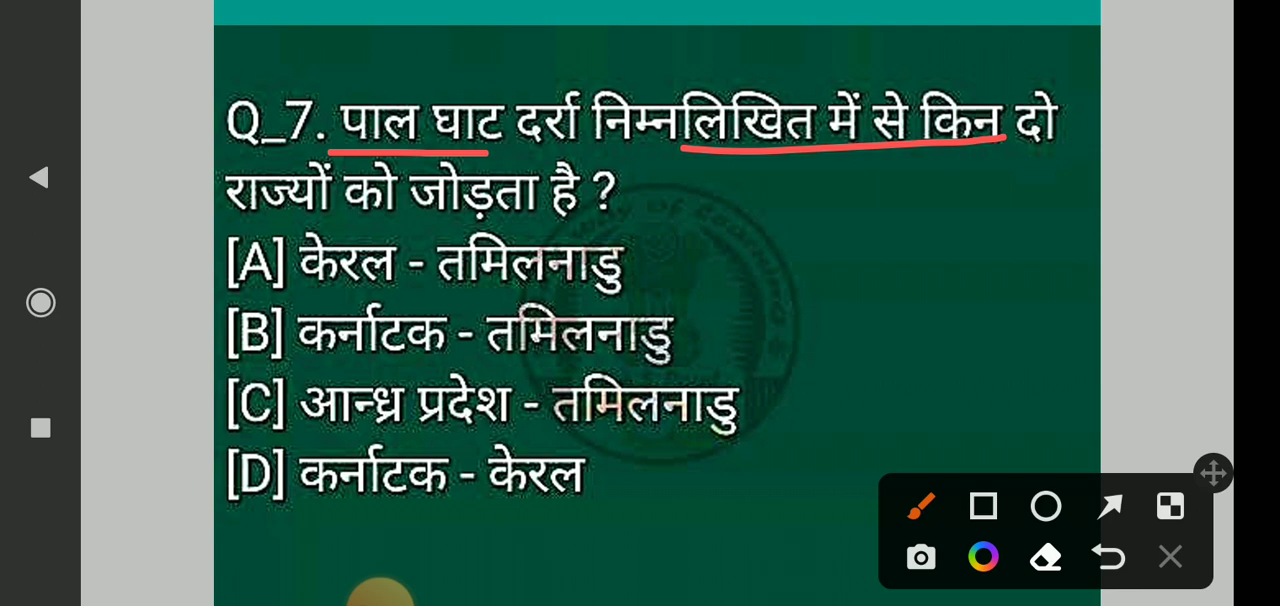 Q_7. पाल घाट दर्रा निम्नलिखित में से किन दो
राज्यों को जोड़ता है ?
[A] केरल - तमिलनाडु
[B] कर्नाटक - तमिलनाडु
[C] आन्ध्र प्रदेश - तमिलनाडु
[D] कर्नाटक - केरल